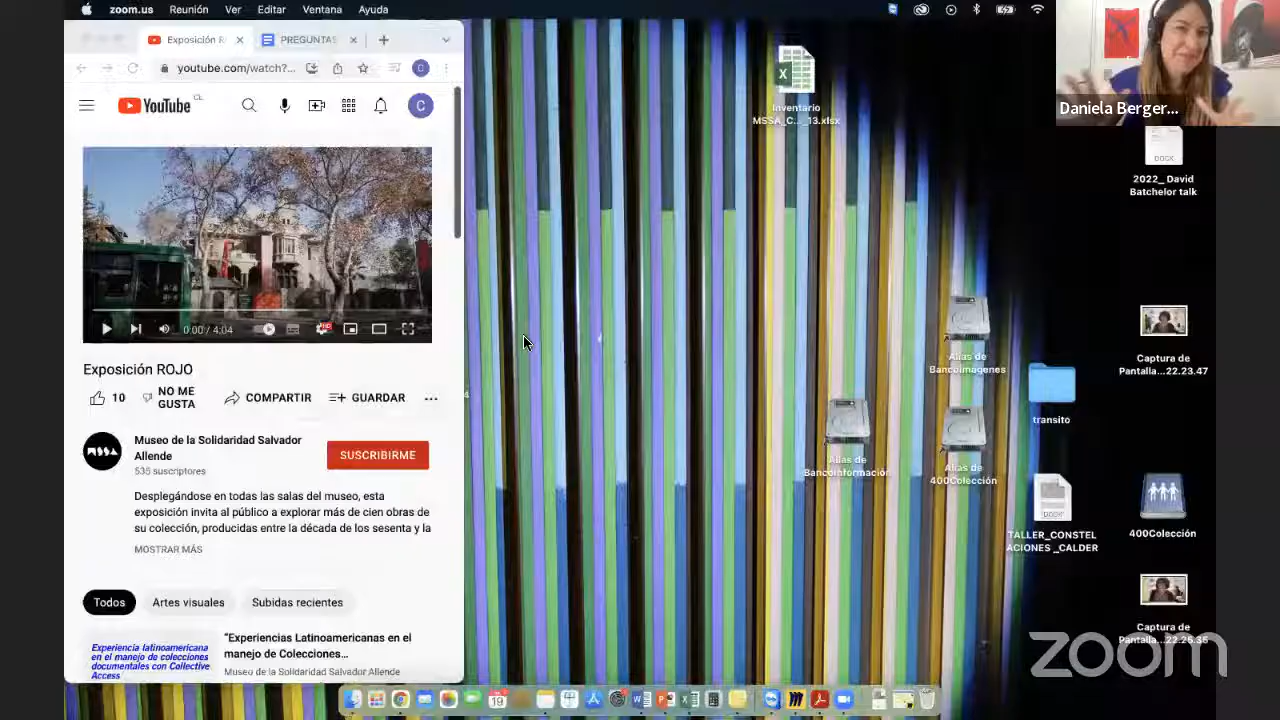 zoom.us Reunión Ver Editar Ventana Ayuda
Exposición R
PREGUNTAS
youtube.com/watch?...
C
YouTube CL
C
0:00 / 4:04
Exposición ROJO
10
NO ME
GUSTA
COMPARTIR
GUARDAR
Museo de la Solidaridad Salvador
Allende
535 suscriptores
SUSCRIBIRME
Desplegándose en todas las salas del museo, esta
exposición invita al público a explorar más de cien obras de
su colección, producidas entre la década de los sesenta y la
MOSTRAR MÁS
Todos
Artes visuales
Subidas recientes
Experiencia latinoamericana
en el manejo de colecciones
documentales con Collective
Access
"Experiencias Latinoamericanas en el
manejo de Colecciones...
Museo de la Solidaridad Salvador Allende
Inventario
MSSA_C..._13.xlsx
Daniela Berger...
DOCX
2022_ David
Batchelor talk
Alias de
Bancoimagenes
Captura de
Pantalla...22.23.47
transito
Alias de
Bancoinformación
Alias de
400Colección
DOCX
TALLER_CONSTEL
ACIONES _CALDER
400Colección
Captura de
Pantalla...22.26.36
zoom
19